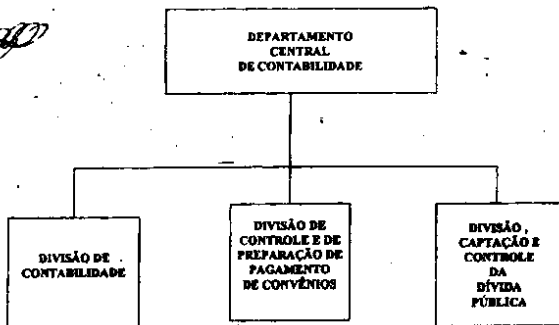 DEPARTAMENTO
CENTRAL
DE CONTABILIDADE
DIVISÃO DE
CONTABILIDADE
DIVISÃO DE
CONTROLE E DE
PREPARAÇÃO DE
PAGAMENTO
DE CONVÊNIOS
DIVISÃO ,
CAPTAÇÃO E
CONTROLE
DA
DÍVIDA
PÚBLICA